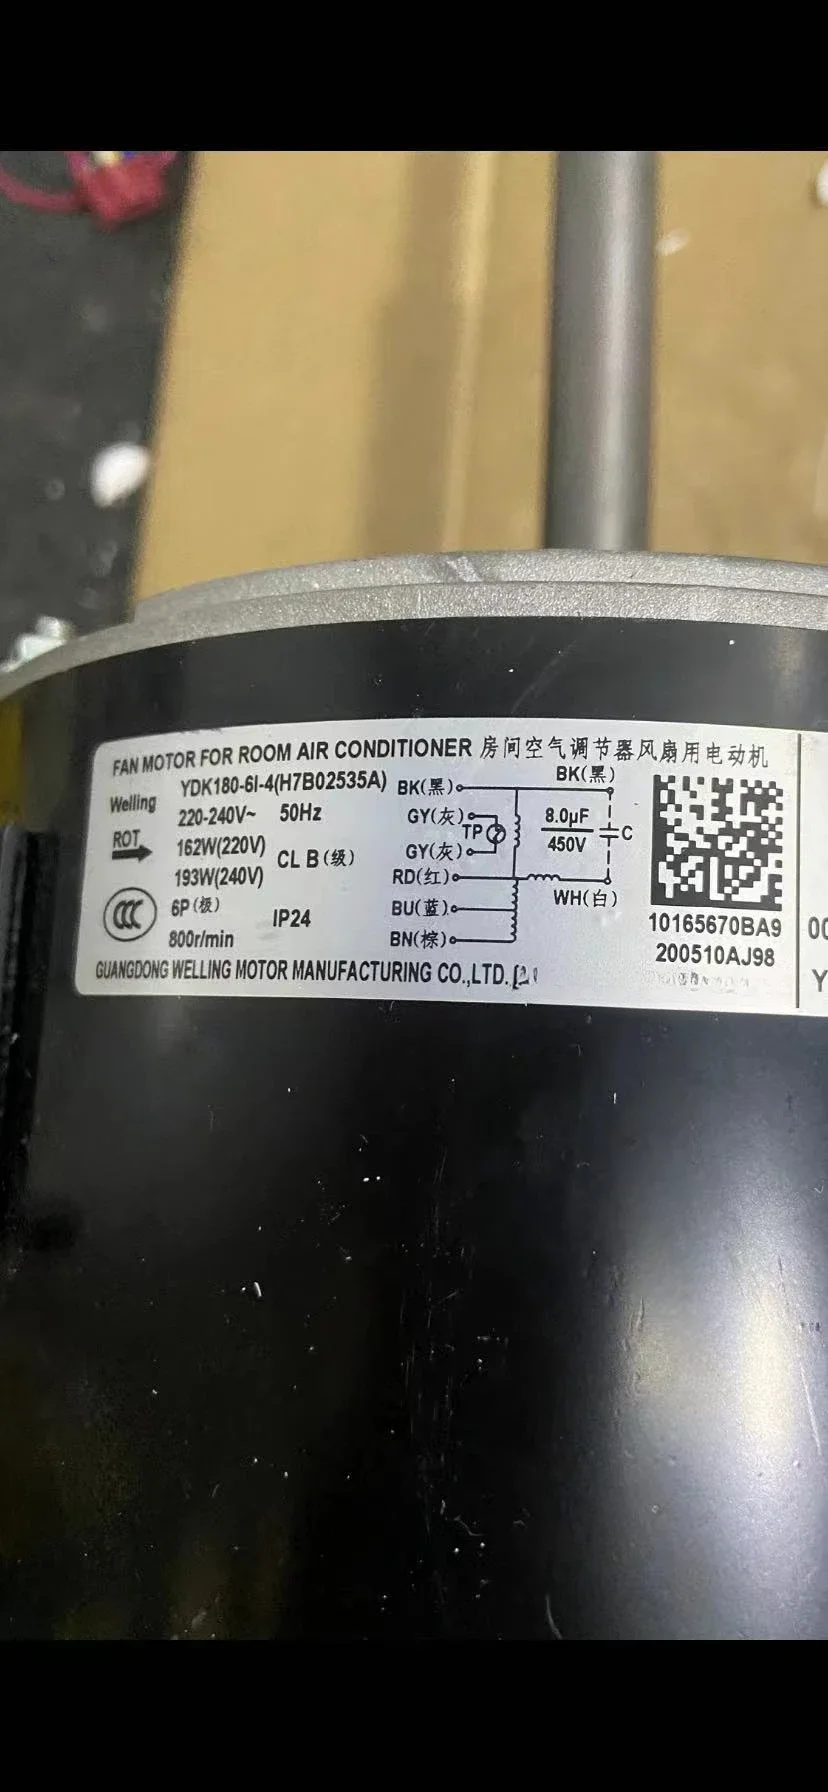 FAN MOTOR FOR ROOM AIR CONDITIONER 房间空气调节器风扇用电动机
Welling
YDK180-6I-4(H7B02535A)
220-240V~ 50Hz
ROT
162W(220V)
193W(240V)
CL B(级)
6P(极)
IP24
800r/min
BK(黑)
GY(灰)
TP
GY(灰)
RD(红)
BU(蓝)
BN(棕)
BK(黑)
8.0μF
450V
C
WH(白)
10165670BA9
200510AJ98
GUANGDONG WELLING MOTOR MANUFACTURING CO.,LTD.
00
Y